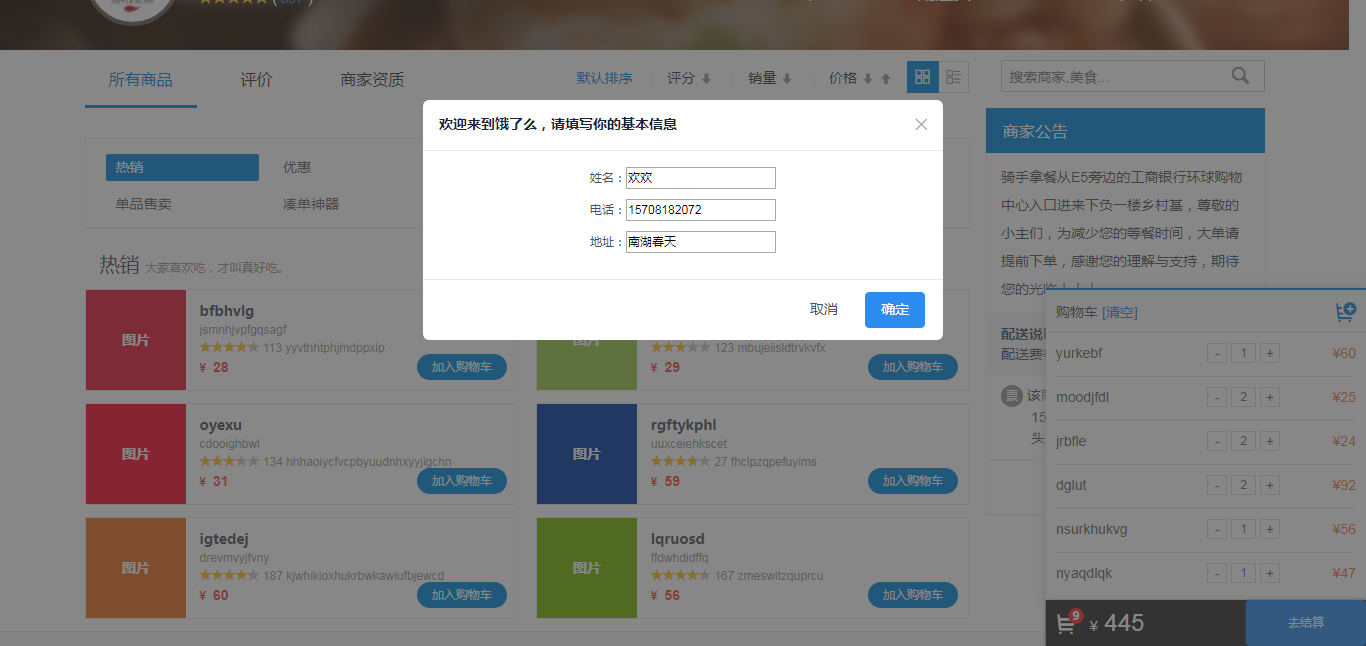 所有商品
评价
商家资质
默认排序
评分
销量
价格
搜索商家,美食...
欢迎来到饿了么，请填写你的基本信息
姓名：欢欢
电话：15708182072
地址：南湖春天
取消
确定
热销
优惠
单品售卖
凑单神器
热销 大家喜欢吃，才叫真好吃。
图片
bfbhvlg
jsmnhjvpfgqsagf
113 yyvthhtphjmdppxlp
¥ 28
加入购物车
图片
123 mbujeiisldtrvkvfx
¥ 29
加入购物车
图片
oyexu
cdooighbwl
134 hhhaoiycfvcpbyuudnhxyyjigchn
¥ 31
加入购物车
图片
rgftykphl
uuxceiehkscet
27 fhclpzqpefuyims
¥ 59
加入购物车
图片
igtedej
drevmvyjfvny
187 kjwhikioxhukrbwkawiufbjewcd
¥ 60
加入购物车
图片
lqruosd
ffdwhdidffq
167 zmeswitzquprcu
¥ 56
加入购物车
商家公告
骑手拿餐从E5旁边的工商银行环球购物
中心入口进来下负一楼乡村基，尊敬的
小主们，为减少您的等餐时间，大单请
提前下单，感谢您的理解与支持，期待
您的光临
配送说
配送费
票 该
15
头
购物车 [清空]
yurkebf - 1 + ¥60
moodjfdl - 2 + ¥25
jrbfle - 2 + ¥24
dglut - 2 + ¥92
nsurkhukvg - 1 + ¥56
nyaqdlqk - 1 + ¥47
9
¥ 445
去结算